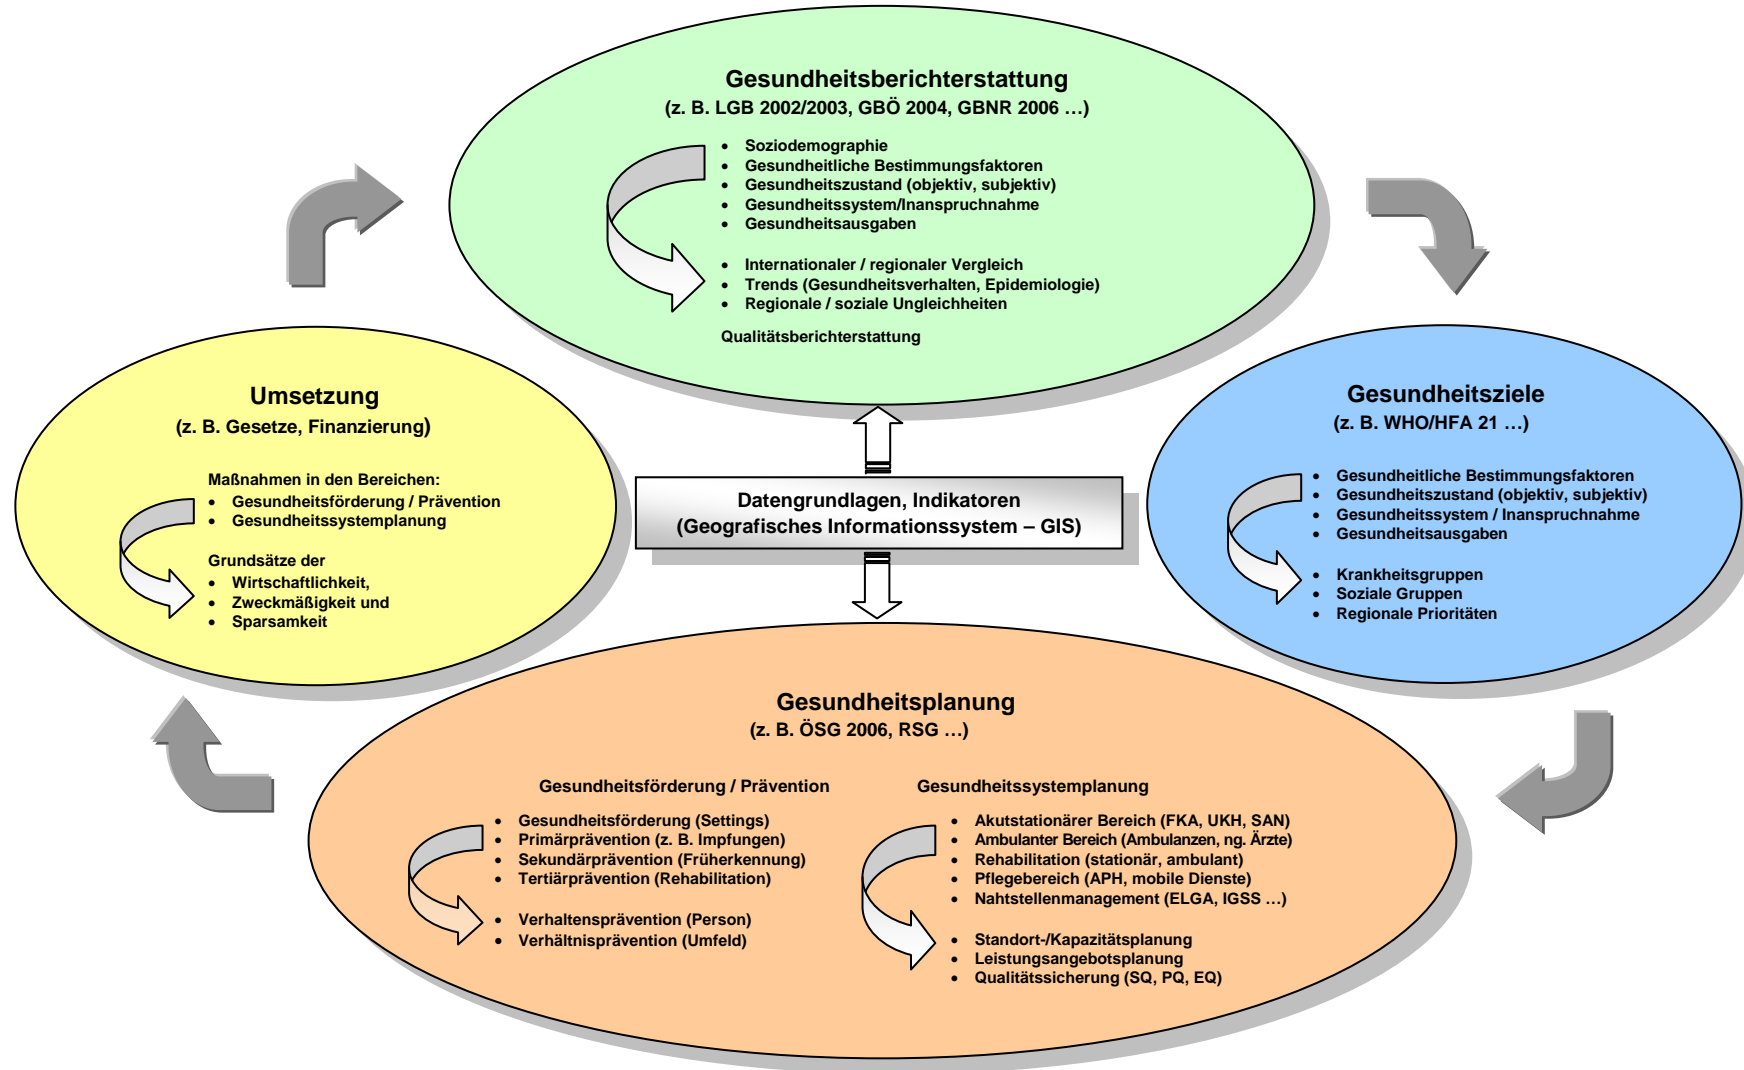 Gesundheitsberichterstattung
(z. B. LGB 2002/2003, GBÖ 2004, GBNR 2006 …)
• Soziodemographie
• Gesundheitliche Bestimmungsfaktoren
• Gesundheitszustand (objektiv, subjektiv)
• Gesundheitssystem/Inanspruchnahme
• Gesundheitsausgaben
• Internationaler / regionaler Vergleich
• Trends (Gesundheitsverhalten, Epidemiologie)
• Regionale / soziale Ungleichheiten
Qualitätsberichterstattung
Umsetzung
(z. B. Gesetze, Finanzierung)
Maßnahmen in den Bereichen:
• Gesundheitsförderung / Prävention
• Gesundheitssystemplanung
Grundsätze der
• Wirtschaftlichkeit,
• Zweckmäßigkeit und
• Sparsamkeit
Datengrundlagen, Indikatoren
(Geografisches Informationssystem – GIS)
Gesundheitsziele
(z. B. WHO/HFA 21 …)
• Gesundheitliche Bestimmungsfaktoren
• Gesundheitszustand (objektiv, subjektiv)
• Gesundheitssystem / Inanspruchnahme
• Gesundheitsausgaben
• Krankheitsgruppen
• Soziale Gruppen
• Regionale Prioritäten
Gesundheitsplanung
(z. B. ÖSG 2006, RSG …)
Gesundheitsförderung / Prävention
• Gesundheitsförderung (Settings)
• Primärprävention (z. B. Impfungen)
• Sekundärprävention (Früherkennung)
• Tertiärprävention (Rehabilitation)
• Verhaltensprävention (Person)
• Verhältnisprävention (Umfeld)
Gesundheitssystemplanung
• Akutstationärer Bereich (FKA, UKH, SAN)
• Ambulanter Bereich (Ambulanzen, ng. Ärzte)
• Rehabilitation (stationär, ambulant)
• Pflegebereich (APH, mobile Dienste)
• Nahtstellenmanagement (ELGA, IGSS …)
• Standort-/Kapazitätsplanung
• Leistungsangebotsplanung
• Qualitätssicherung (SQ, PQ, EQ)